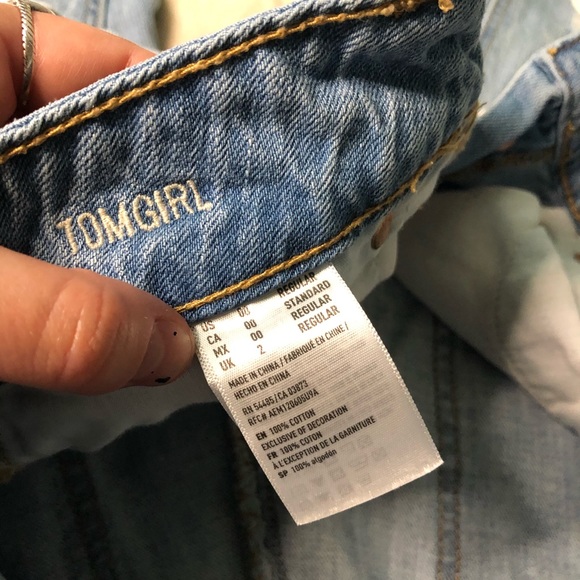 TOMGIRL
US 00 REGULAR
CA 00 STANDARD
MX 00 REGULAR
UK 2 REGULAR
MADE IN CHINA / FABRIQUÉ EN CHINE /
HECHO EN CHINA
RN 54485/CA 03873
RFC# AEM120605U9A
EN 100% COTTON
EXCLUSIVE OF DECORATION
FR 100% COTON
À L'EXCEPTION DE LA GARNITURE
SP 100% algodón